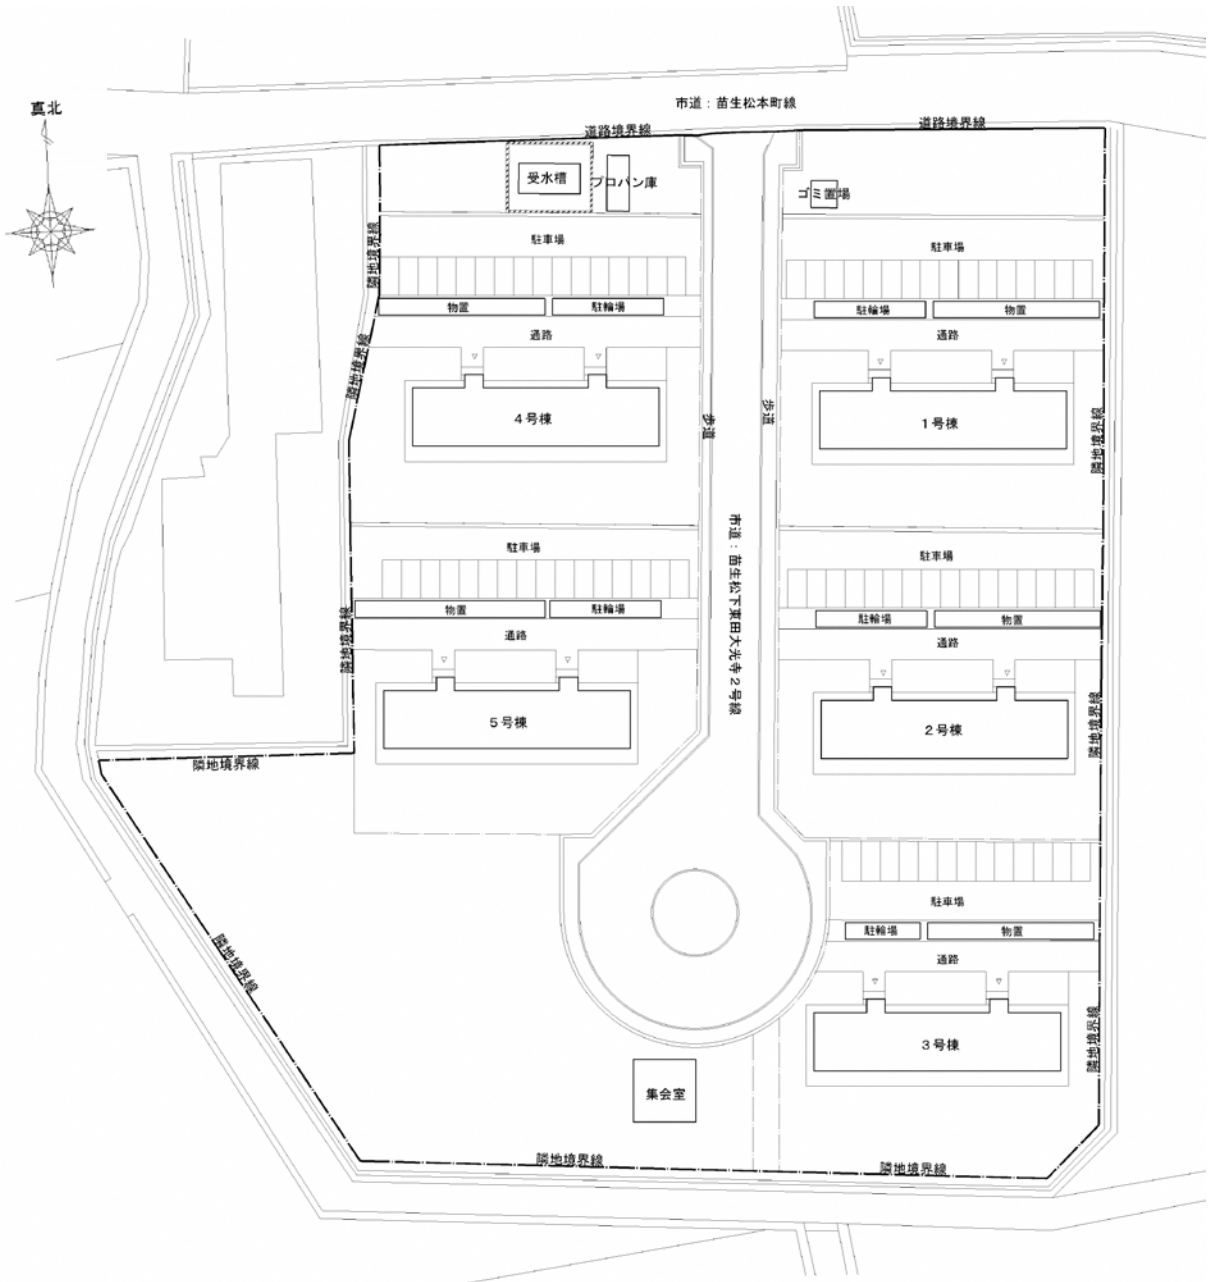 市道：苗生松本町線
真北
道路境界線
道路境界線
受水槽
プロパン庫
ゴミ置場
駐車場
駐車場
隣地境界線
物置
駐輪場
駐輪場
物置
通路
通路
隣地境界線
4号棟
1号棟
歩道
歩道
隣地境界線
市道：苗生松下東田大光寺2号線
駐車場
駐車場
物置
駐輪場
駐輪場
物置
隣地境界線
通路
通路
5号棟
2号棟
隣地境界線
隣地境界線
駐車場
駐輪場
物置
通路
隣地境界線
3号棟
隣地境界線
集会室
隣地境界線
隣地境界線